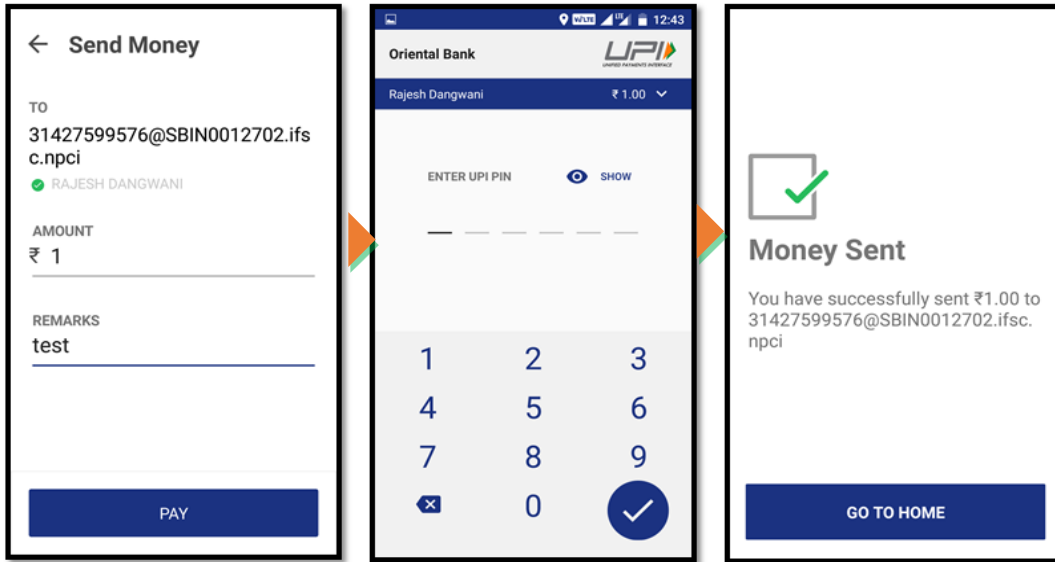 Send Money
TO
31427599576@SBIN0012702.ifs
c.npci
RAJESH DANGWANI
AMOUNT
₹ 1
REMARKS
test
PAY
VoLTE LTE 12:43
Oriental Bank
UPI
UNIFIED PAYMENTS INTERFACE
Rajesh Dangwani ₹ 1.00
ENTER UPI PIN SHOW
1 2 3
4 5 6
7 8 9
0
Money Sent
You have successfully sent ₹1.00 to
31427599576@SBIN0012702.ifsc.
npci
GO TO HOME